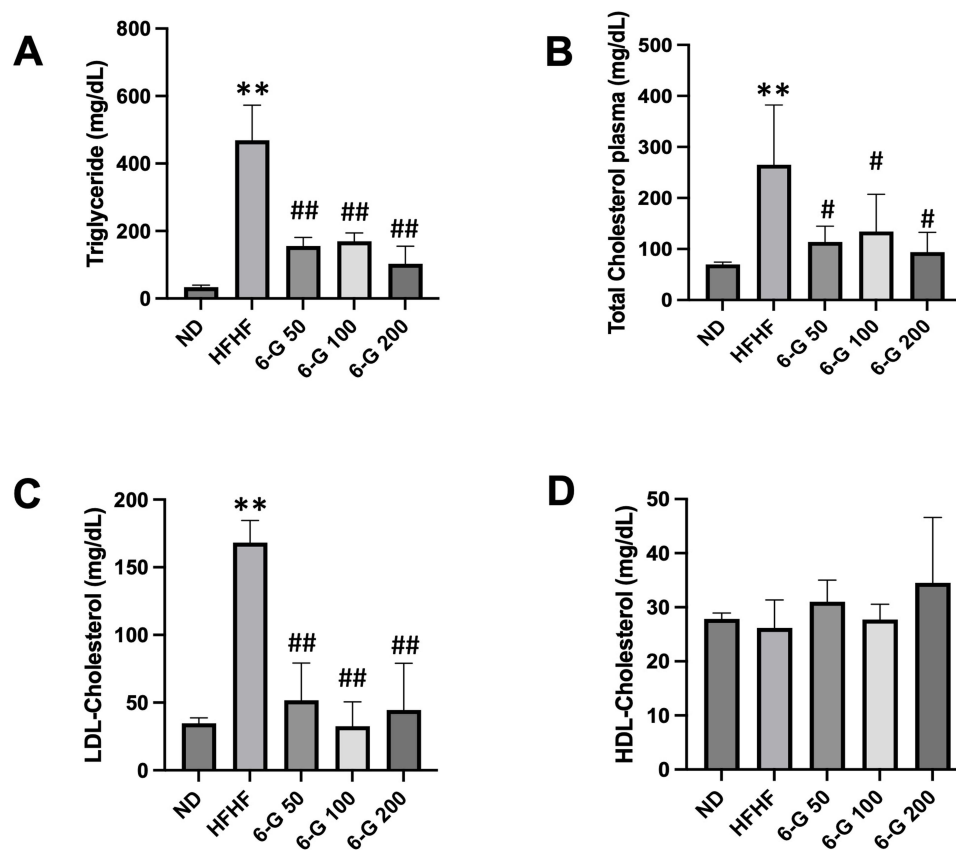 A
Triglyceride (mg/dL)
800
600
400
200
0
**
##
##
##
ND
HFHF
6-G 50
6-G 100
6-G 200
B
Total Cholesterol plasma (mg/dL)
500
400
300
200
100
0
**
#
#
#
ND
HFHF
6-G 50
6-G 100
6-G 200
C
LDL-Cholesterol (mg/dL)
200
150
100
50
0
**
##
##
##
ND
HFHF
6-G 50
6-G 100
6-G 200
D
HDL-Cholesterol (mg/dL)
50
40
30
20
10
0
ND
HFHF
6-G 50
6-G 100
6-G 200